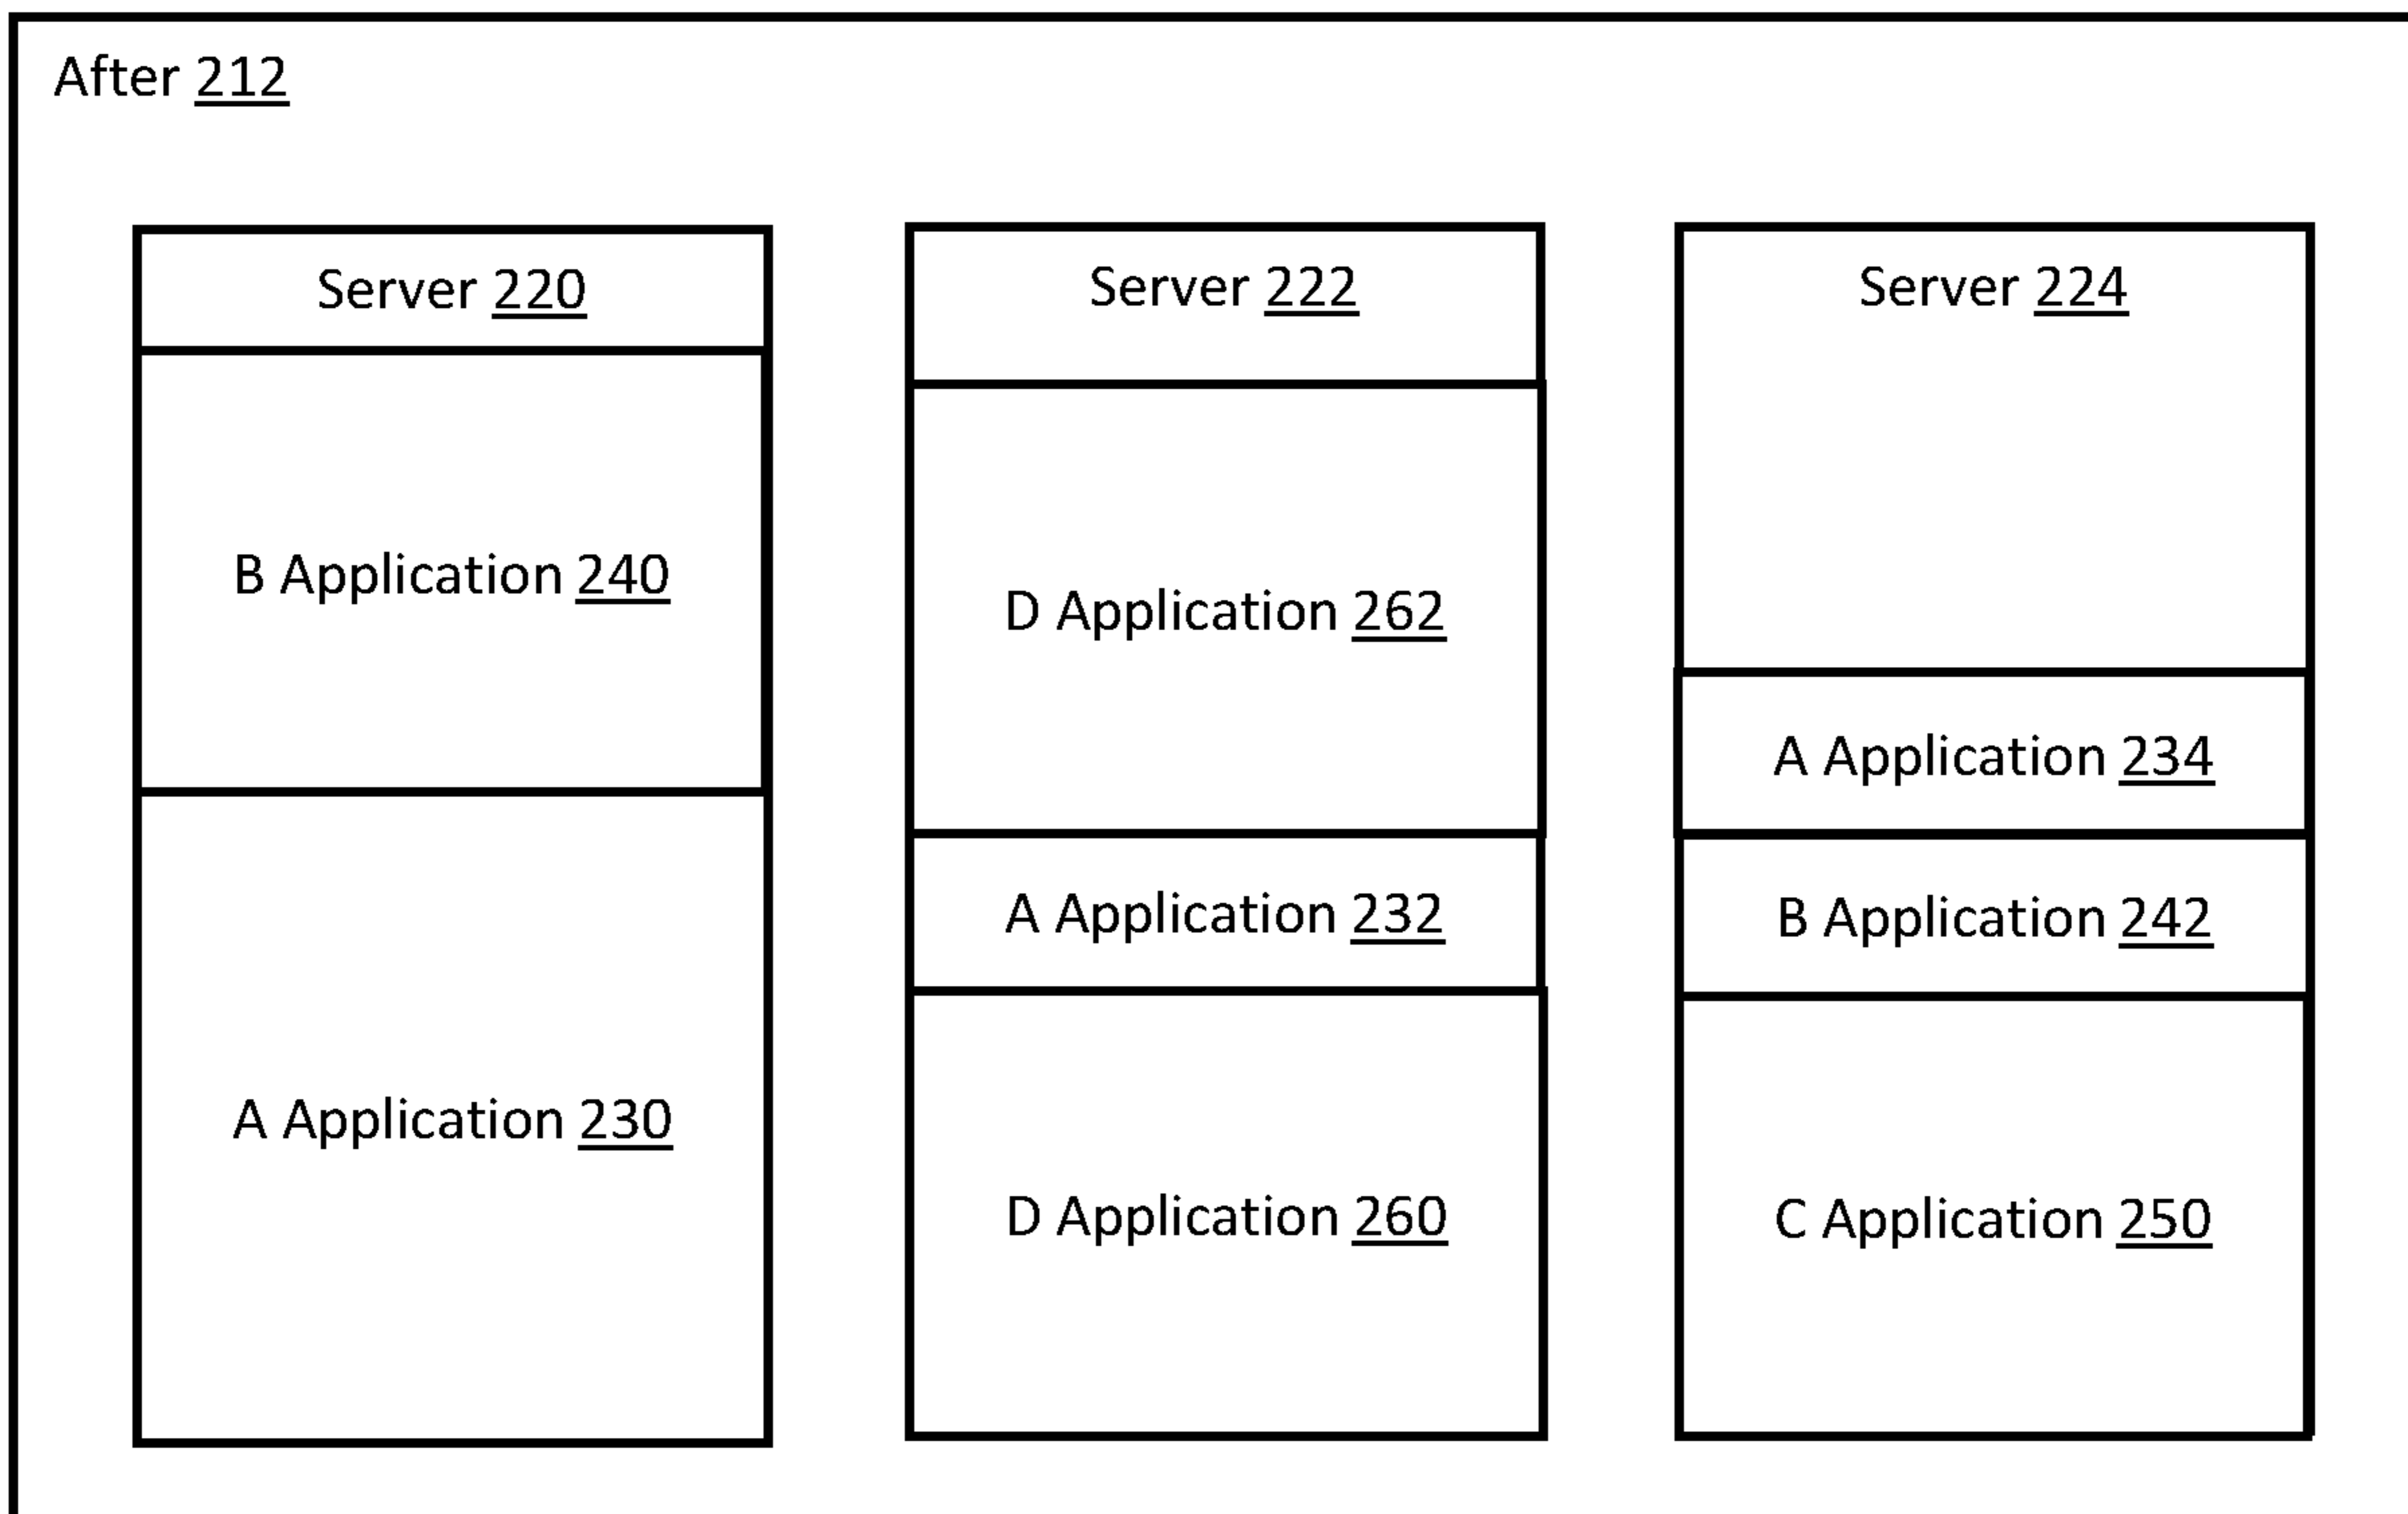 After 212
Server 220
B Application 240
A Application 230
Server 222
D Application 262
A Application 232
D Application 260
Server 224
A Application 234
B Application 242
C Application 250